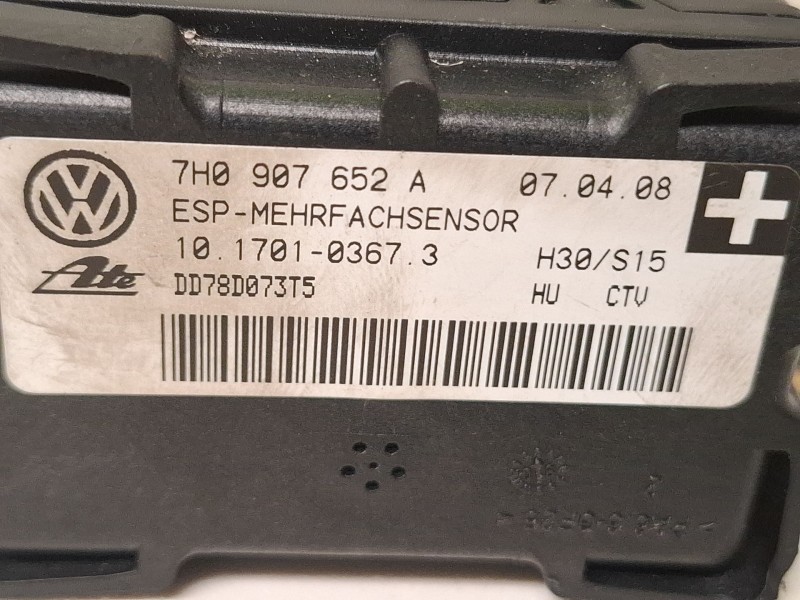 7H0 907 652 A 07.04.08
ESP-MEHRFACHSENSOR
10.1701-0367.3 H30/S15
Ate DD78D073T5 HU CTV